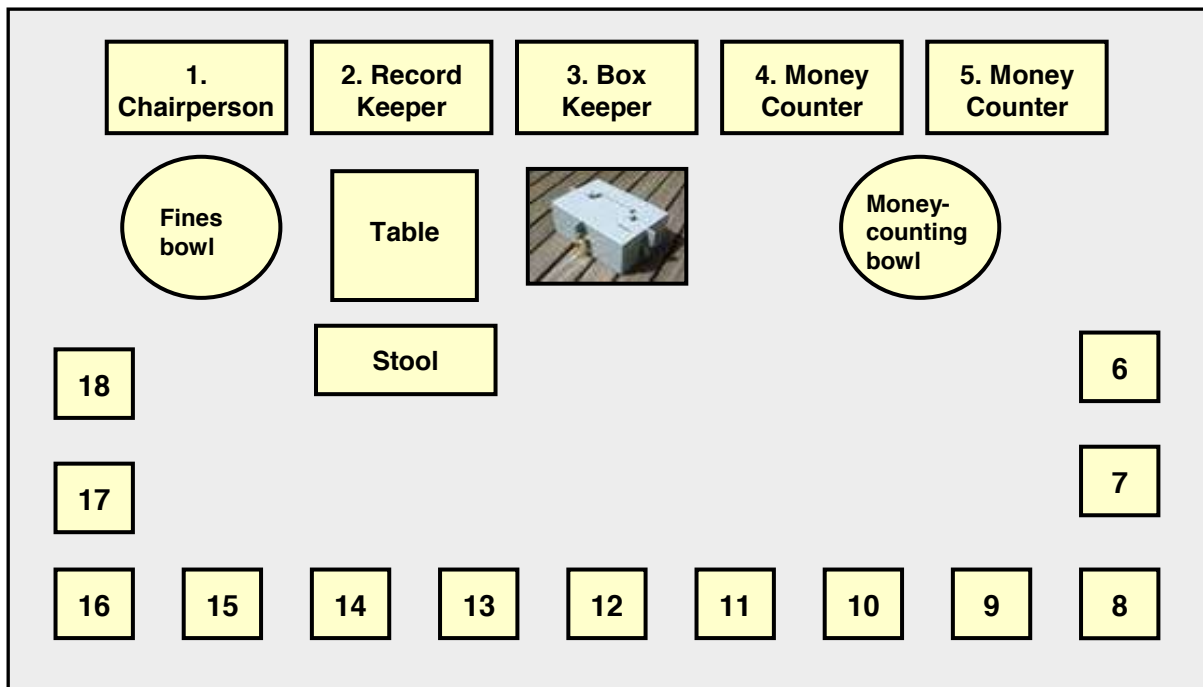 1.
Chairperson
2. Record
Keeper
3. Box
Keeper
4. Money
Counter
5. Money
Counter
Fines
bowl
Table
Money-
counting
bowl
Stool
18
6
17
7
16
15
14
13
12
11
10
9
8